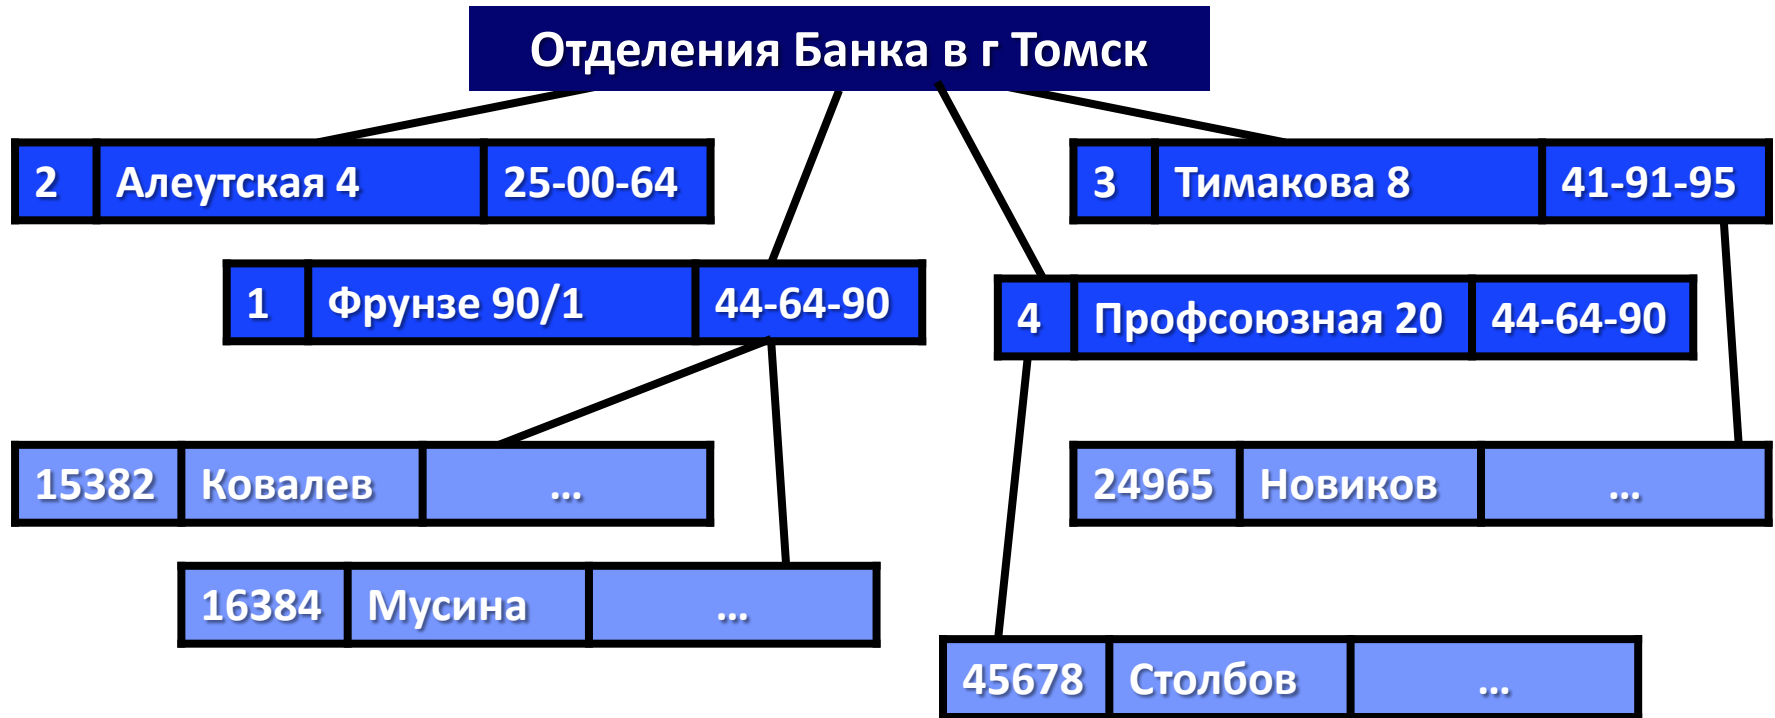 Отделения Банка в г Томск
2 Алеутская 4 25-00-64
3 Тимакова 8 41-91-95
1 Фрунзе 90/1 44-64-90
4 Профсоюзная 20 44-64-90
15382 Ковалев ...
24965 Новиков ...
16384 Мусина ...
45678 Столбов ...